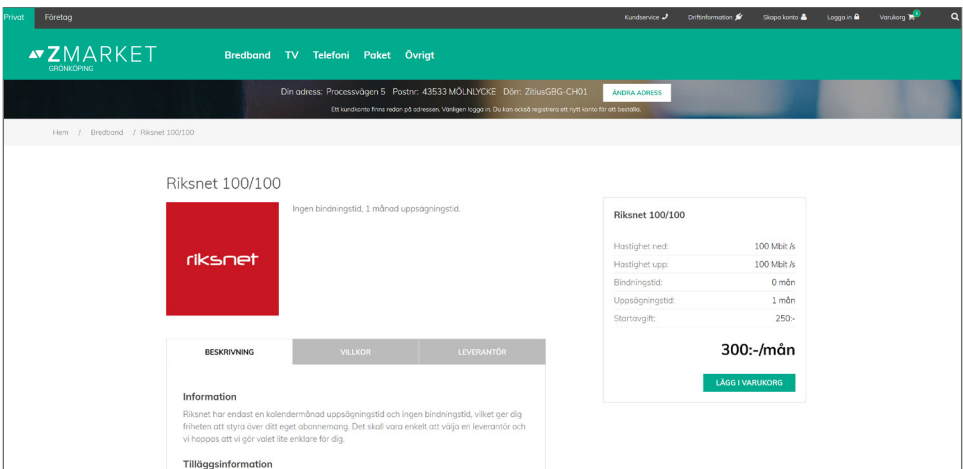 Privat Företag Kundservice Driftinformation Skapa konto Logga in Varukorg 1
ZMARKET
GRÖNKÖPING
Bredband TV Telefoni Paket Övrigt
Din adress: Processvägen 5 Postnr: 43533 MÖLNLYCKE Dörr: ZitiusGBG-CH01 ÄNDRA ADRESS
Ett kundkonto finns redan på adressen. Vänligen logga in. Du kan också registrera ett nytt konto för att beställa.
Hem / Bredband / Riksnet 100/100
Riksnet 100/100
riksnet
Ingen bindningstid, 1 månad uppsägningstid.
Riksnet 100/100
Hastighet ned: 100 Mbit /s
Hastighet upp: 100 Mbit /s
Bindningstid: 0 mån
Uppsägningstid: 1 mån
Startavgift: 250:-
300:-/mån
LÄGG I VARUKORG
BESKRIVNING VILLKOR LEVERANTÖR
Information
Riksnet har endast en kalendermånad uppsägningstid och ingen bindningstid, vilket ger dig
friheten att styra över ditt eget abonnemang. Det skall vara enkelt att välja en leverantör och
vi hoppas att vi gör valet lite enklare för dig.
Tilläggsinformation